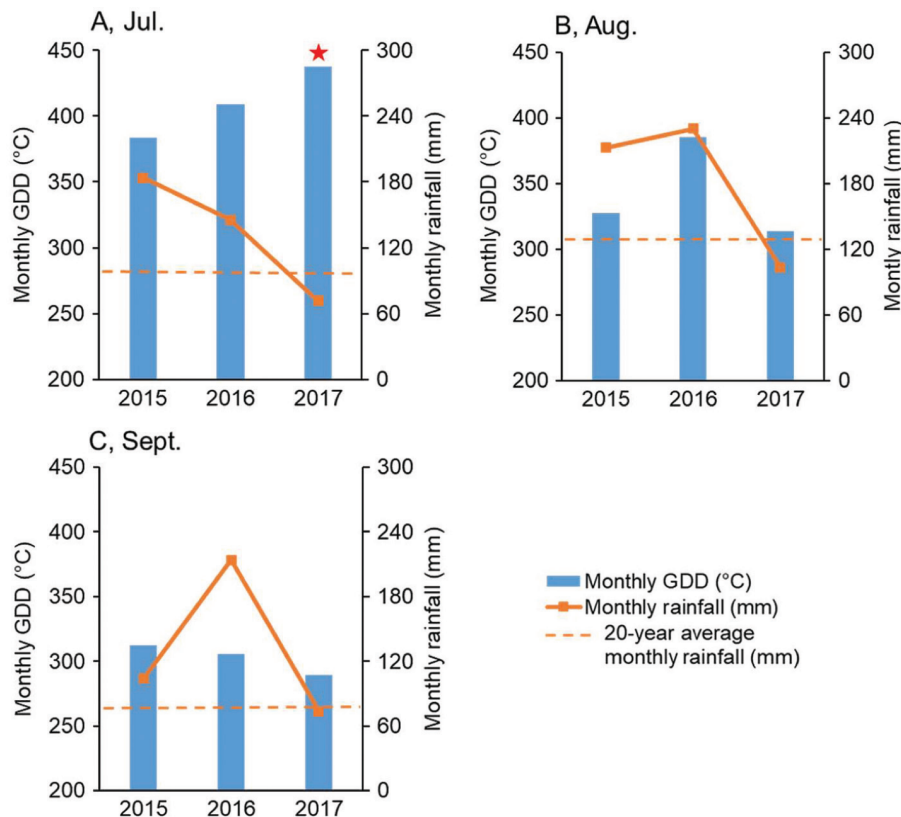 A, Jul.
450
400
350
300
250
200
Monthly GDD (°C)
300
240
180
120
60
0
Monthly rainfall (mm)
2015 2016 2017
B, Aug.
450
400
350
300
250
200
Monthly GDD (°C)
300
240
180
120
60
0
Montly rainfall (mm)
2015 2016 2017
C, Sept.
450
400
350
300
250
200
Monthly GDD (°C)
300
240
180
120
60
0
Monthly rainfall (mm)
2015 2016 2017
Monthly GDD (°C)
Monthly rainfall (mm)
20-year average
monthly rainfall (mm)